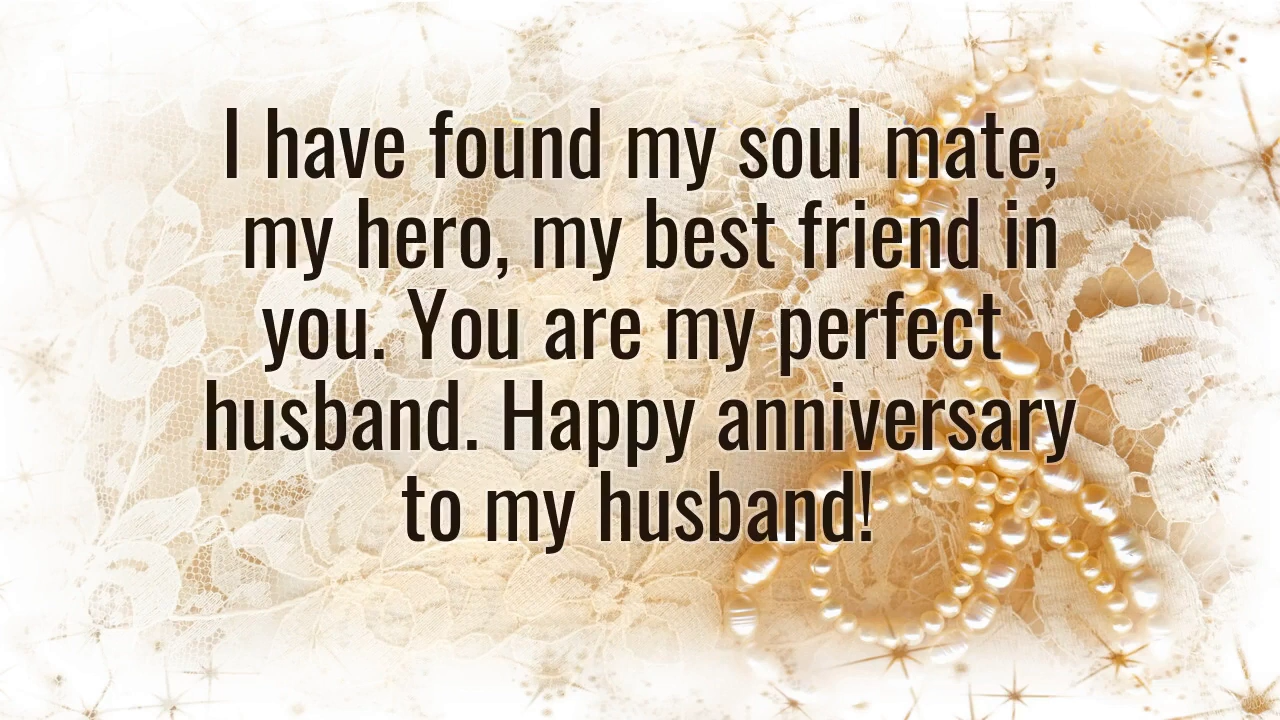 I have found my soul mate,
my hero, my best friend in
you. You are my perfect
husband. Happy anniversary
to my husband!